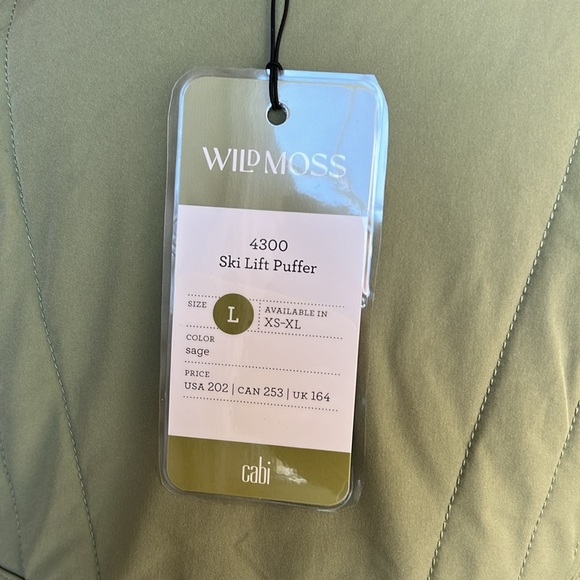 WILD MOSS
4300
Ski Lift Puffer
SIZE
L
AVAILABLE IN
XS-XL
COLOR
sage
PRICE
USA 202 | CAN 253 | UK 164
cabi